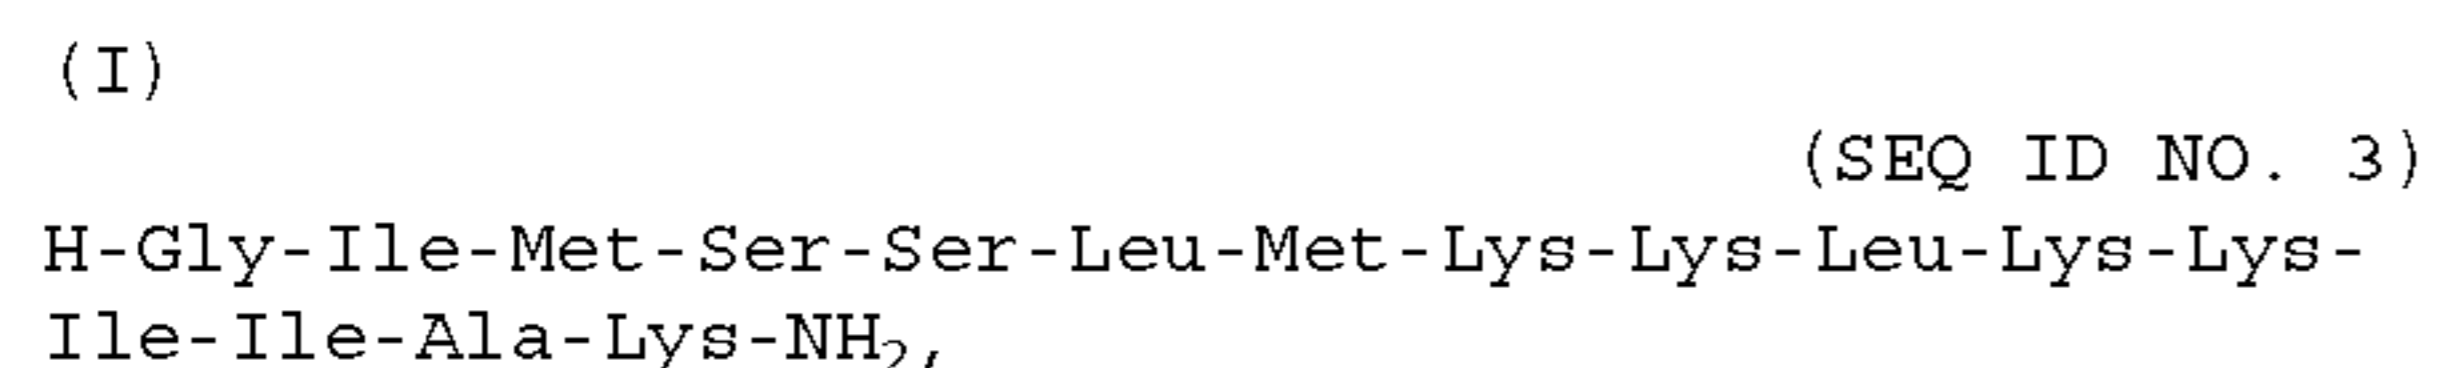 (I)
(SEQ ID NO. 3)
H-Gly-Ile-Met-Ser-Ser-Leu-Met-Lys-Lys-Leu-Lys-Lys-
Ile-Ile-Ala-Lys-NH₂,